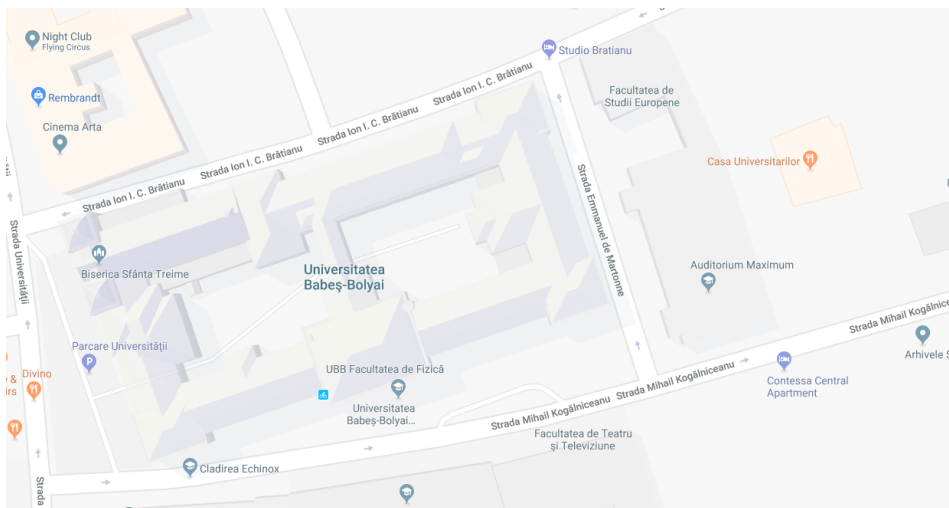 Night Club
Flying Circus
Rembrandt
Cinema Arta
Studio Bratianu
Facultatea de
Studii Europene
Casa Universitarilor
Strada Ion I. C. Brătianu
Strada Ion I. C. Brătianu
Strada Ion I. C. Brătianu
Strada Ion I. C. Brătianu
Strada Universității
Strada Emmanuel de Martonne
Biserica Sfânta Treime
Universitatea
Babeș-Bolyai
Auditorium Maximum
Parcare Universității
P
Divino
UBB Facultatea de Fizică
Universitatea
Babeș-Bolyai...
Strada Mihail Kogălniceanu
Strada Mihail Kogălniceanu
Strada Mihail Kogălnice
Arhivele S
Contessa Central
Apartment
Facultatea de Teatru
și Televiziune
Cladirea Echinox
Strada